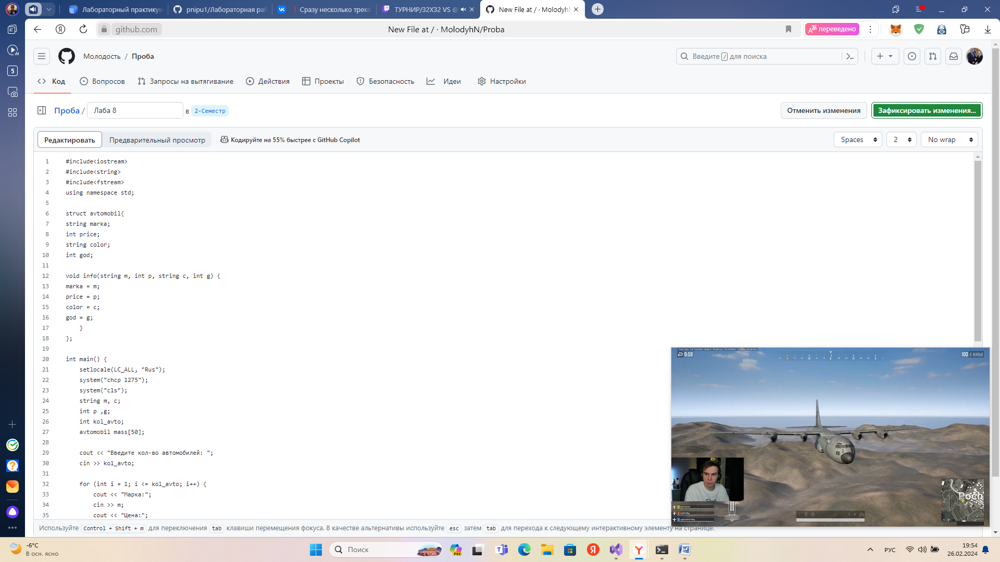 Лабораторный практикум
pnipu1/Лабораторная раб
❗Сразу несколько треко
ТУРНИР/32X32 VS @
New File at / · MolodyhN
github.com
New File at / · MolodyhN/Proba
переведено
5
Молодость / Проба
Введите / для поиска
Код
Вопросов
Запросы на вытягивание
Действия
Проекты
Безопасность
Идеи
Настройки
Проба / Лаба 8 в 2-Семестр
Отменить изменения
Зафиксировать изменения...
Редактировать
Предварительный просмотр
Кодируйте на 55% быстрее с GitHub Copilot
Spaces
2
No wrap
1 #include<iostream>
2 #include<string>
3 #include<fstream>
4 using namespace std;
5
6 struct avtomobil{
7 string marka;
8 int price;
9 string color;
10 int god;
11
12 void info(string m, int p, string c, int g) {
13 marka = m;
14 price = p;
15 color = c;
16 god = g;
17 }
18 };
19
20 int main() {
21 setlocale(LC_ALL, "Rus");
22 system("chcp 1275");
23 system("cls");
24 string m, c;
25 int p ,g;
26 int kol_avto;
27 avtomobil mass[50];
28
29 cout << "Введите кол-во автомобилей: ";
30 cin >> kol_avto;
31
32 for (int i = 1; i <= kol_avto; i++) {
33 cout << "Марка:";
34 cin >> m;
35 cout << "Цена:";
9:59
100 В ЖИВЫХ
Poch
Используйте Control + Shift + m для переключения tab клавиши перемещения фокуса. В качестве альтернативы используйте esc затем tab для перехода к следующему интерактивному элементу на странице.
-6°C
В осн. ясно
Поиск
PRE
РУС
19:54
26.02.2024